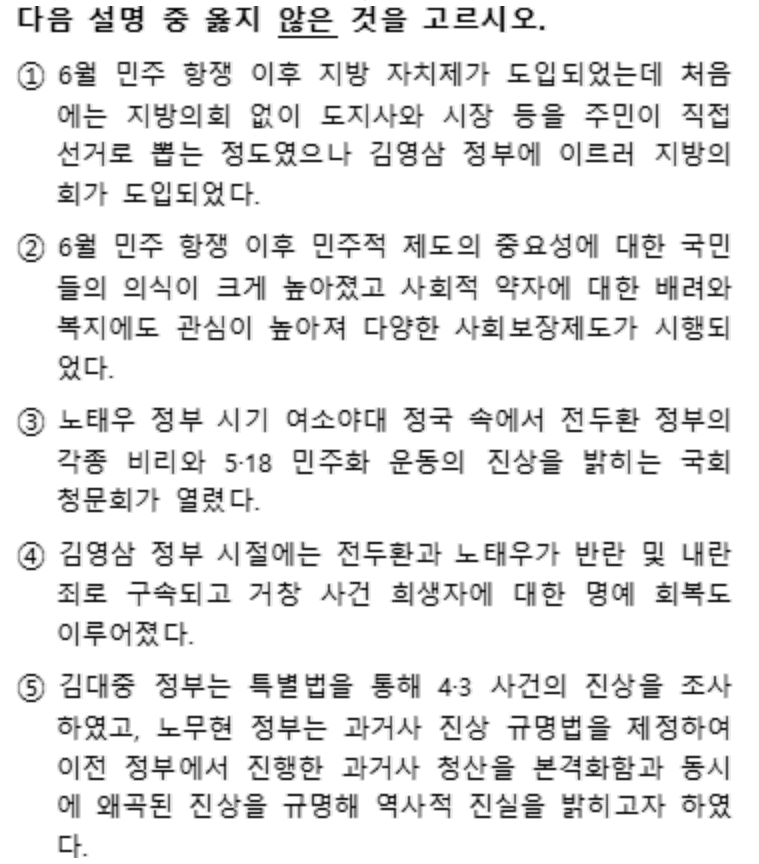 다음 설명 중 옳지 않은 것을 고르시오.
① 6월 민주 항쟁 이후 지방 자치제가 도입되었는데 처음
에는 지방의회 없이 도지사와 시장 등을 주민이 직접
선거로 뽑는 정도였으나 김영삼 정부에 이르러 지방의
회가 도입되었다.
② 6월 민주 항쟁 이후 민주적 제도의 중요성에 대한 국민
들의 의식이 크게 높아졌고 사회적 약자에 대한 배려와
복지에도 관심이 높아져 다양한 사회보장제도가 시행되
었다.
③ 노태우 정부 시기 여소야대 정국 속에서 전두환 정부의
각종 비리와 5·18 민주화 운동의 진상을 밝히는 국회
청문회가 열렸다.
④ 김영삼 정부 시절에는 전두환과 노태우가 반란 및 내란
죄로 구속되고 거창 사건 희생자에 대한 명예 회복도
이루어졌다.
⑤ 김대중 정부는 특별법을 통해 4·3 사건의 진상을 조사
하였고, 노무현 정부는 과거사 진상 규명법을 제정하여
이전 정부에서 진행한 과거사 청산을 본격화함과 동시
에 왜곡된 진상을 규명해 역사적 진실을 밝히고자 하였
다.